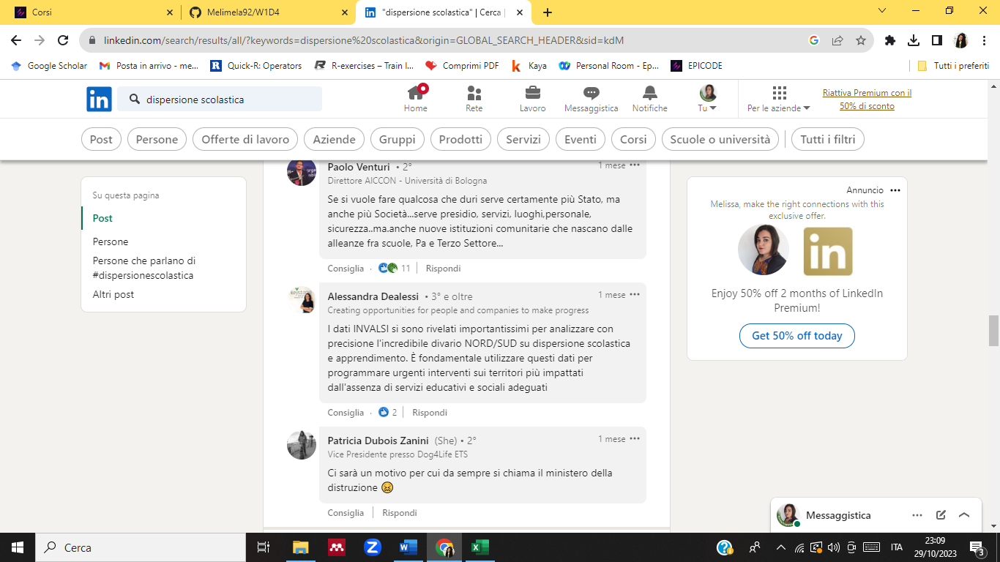 Corsi
Melimela92/W1D4
"dispersione scolastica" | Cerca |
linkedin.com/search/results/all/?keywords=dispersione%20scolastica&origin=GLOBAL_SEARCH_HEADER&sid=kdM
Google Scholar
Posta in arrivo - me...
Quick-R: Operators
R-exercises – Train I...
Comprimi PDF
Kaya
Personal Room - Ep...
EPICODE
Tutti i preferiti
dispersione scolastica
Home
Rete
Lavoro
Messaggistica
Notifiche
Tu
Per le aziende
Riattiva Premium con il
50% di sconto
Post
Persone
Offerte di lavoro
Aziende
Gruppi
Prodotti
Servizi
Eventi
Corsi
Scuole o università
Tutti i filtri
Su questa pagina
Post
Persone
Persone che parlano di
#dispersionescolastica
Altri post
Paolo Venturi • 2°
1 mese
Direttore AICCON - Università di Bologna
Se si vuole fare qualcosa che duri serve certamente più Stato, ma
anche più Società...serve presidio, servizi, luoghi,personale,
sicurezza..ma.anche nuove istituzioni comunitarie che nascano dalle
alleanze fra scuole, Pa e Terzo Settore...
Consiglia · 11 Rispondi
Alessandra Dealessi • 3° e oltre
1 mese
Creating opportunities for people and companies to make progress
I dati INVALSI si sono rivelati importantissimi per analizzare con
precisione l'incredibile divario NORD/SUD su dispersione scolastica
e apprendimento. È fondamentale utilizzare questi dati per
programmare urgenti interventi sui territori più impattati
dall'assenza di servizi educativi e sociali adeguati
Consiglia · 2 Rispondi
Patricia Dubois Zanini (She) • 2°
1 mese
Vice Presidente presso Dog4Life ETS
Ci sarà un motivo per cui da sempre si chiama il ministero della
distruzione 😖
Consiglia Rispondi
Annuncio
Melissa, make the right connections with this
exclusive offer.
in
Enjoy 50% off 2 months of LinkedIn
Premium!
Get 50% off today
Messaggistica
Cerca
ITA
23:09
29/10/2023
3